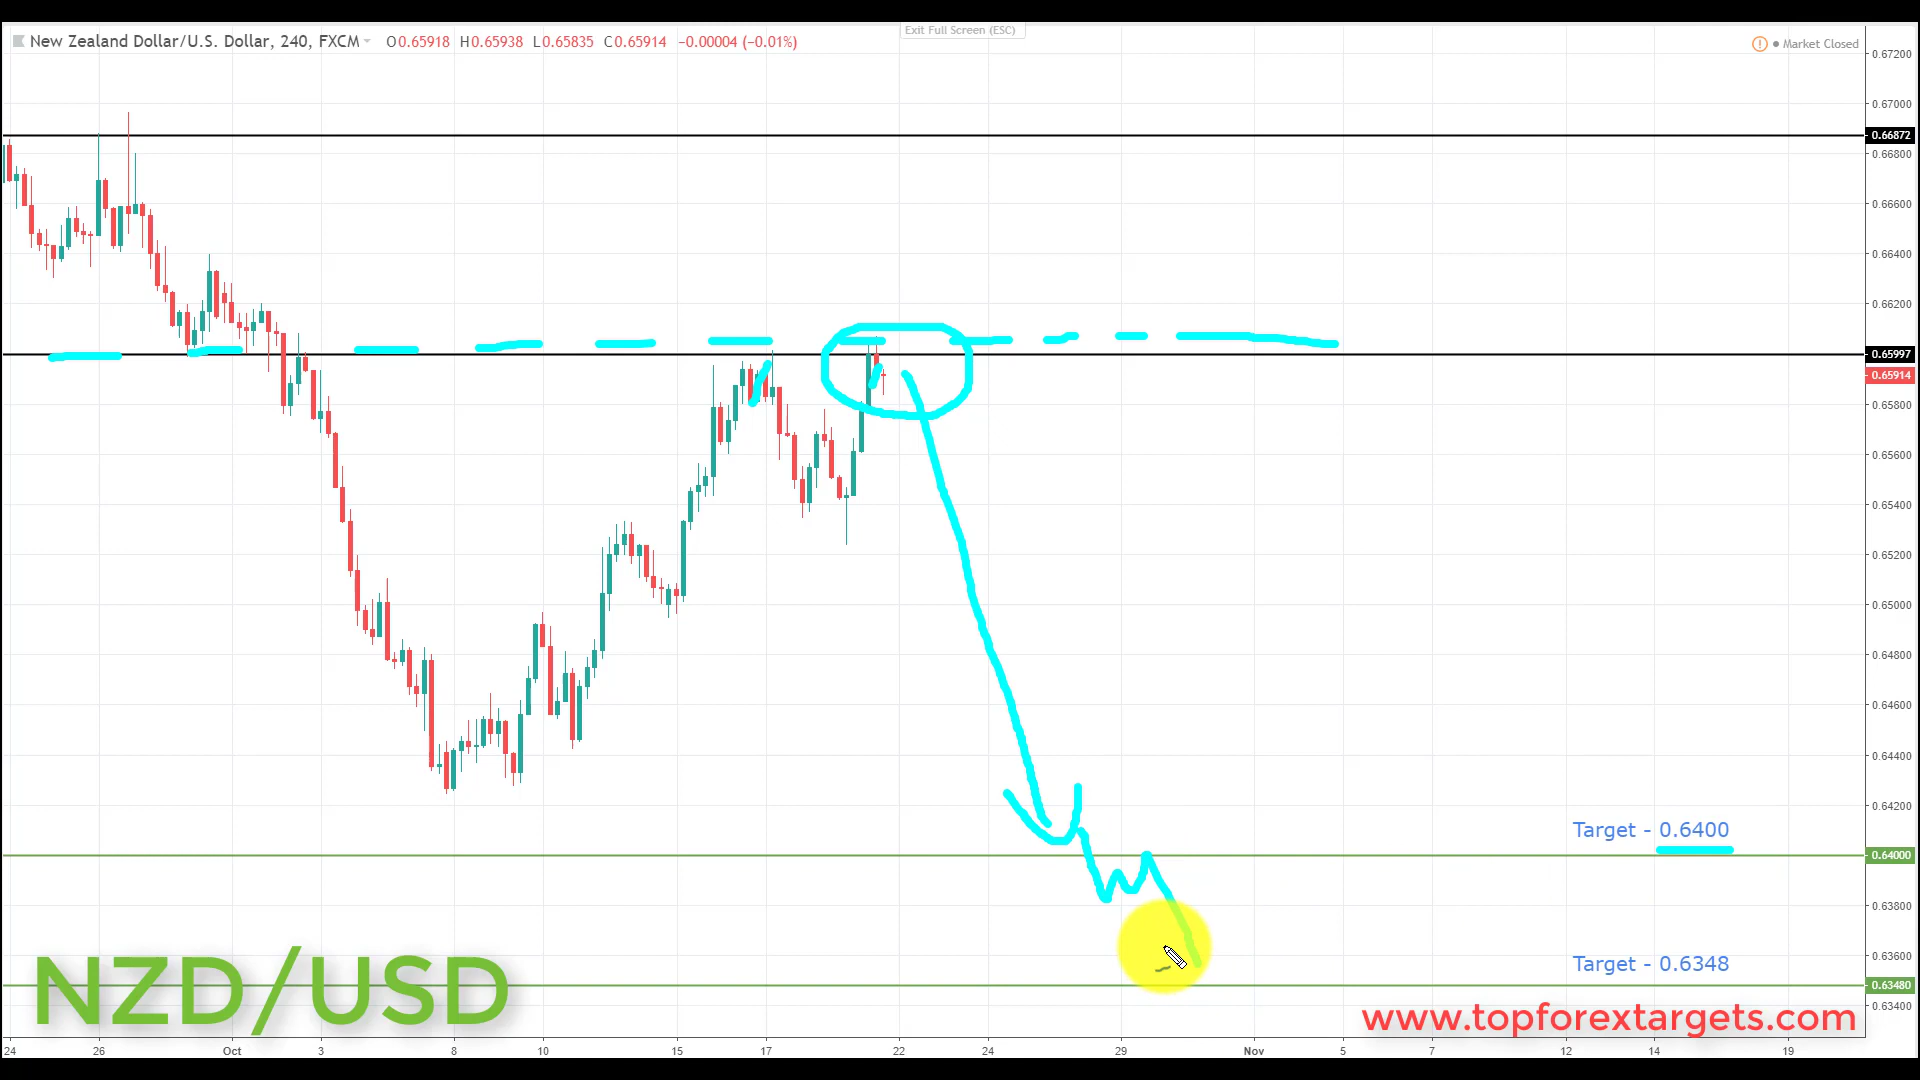 Exit Full Screen (ESC)
New Zealand Dollar/U.S. Dollar, 240, FXCM O0.65918 H0.65938 L0.65835 C0.65914 −0.00004 (−0.01%)
Market Closed
0.67200
0.67000
0.66872
0.66800
0.66600
0.66400
0.66200
0.65997
0.65914
0.65800
0.65600
0.65400
0.65200
0.65000
0.64800
0.64600
0.64400
0.64200
Target - 0.6400
0.64000
0.63800
0.63600
Target - 0.6348
0.63480
0.63400
NZD/USD
www.topforextargets.com
24 26 Oct 3 8 10 15 17 22 24 29 Nov 5 7 12 14 19